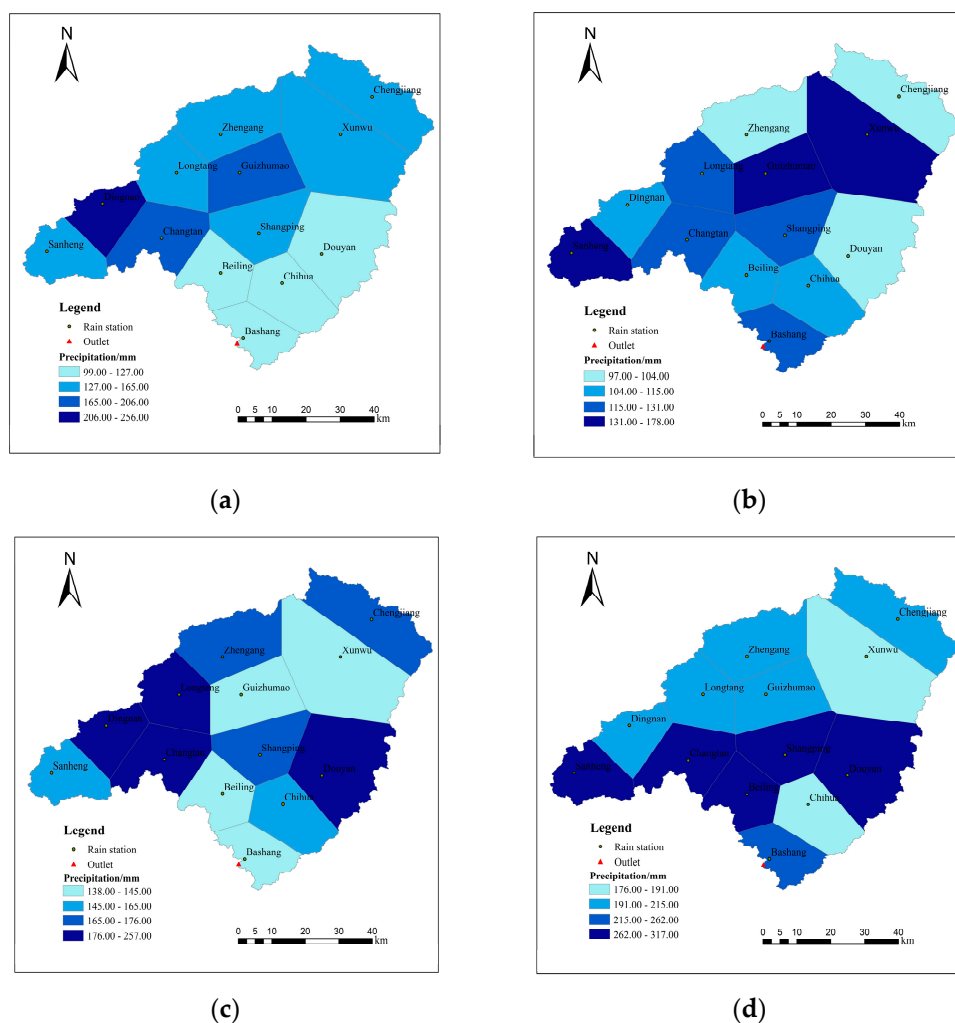 N
Chengjiang
Zhengang
Xunwu
Longtang
Guizhumao
Dingnan
Changtan
Shangping
Sanheng
Douyan
Beiling
Chihua
Legend
Rain station
Bashang
Outlet
Precipitation/mm
99.00 - 127.00
127.00 - 165.00
165.00 - 206.00
206.00 - 256.00
0 5 10 20 30 40
km
(a)
N
Chengjiang
Zhengang
Xunwu
Longtang
Guizhumao
Dingnan
Changtan
Shangping
Sanheng
Douyan
Beiling
Chihua
Legend
Rain station
Bashang
Outlet
Precipitation/mm
97.00 - 104.00
104.00 - 115.00
115.00 - 131.00
131.00 - 178.00
0 5 10 20 30 40
km
(b)
N
Chengjiang
Zhengang
Xunwu
Longtang
Guizhumao
Dingnan
Changtan
Shangping
Sanheng
Douyan
Beiling
Chihua
Legend
Rain station
Bashang
Outlet
Precipitation/mm
138.00 - 145.00
145.00 - 165.00
165.00 - 176.00
176.00 - 257.00
0 5 10 20 30 40
km
(c)
N
Chengjiang
Zhengang
Xunwu
Longtang
Guizhumao
Dingnan
Changtan
Shangping
Sanheng
Douyan
Beiling
Chihua
Legend
Rain station
Bashang
Outlet
Precipitation/mm
176.00 - 191.00
191.00 - 215.00
215.00 - 262.00
262.00 - 317.00
0 5 10 20 30 40
km
(d)